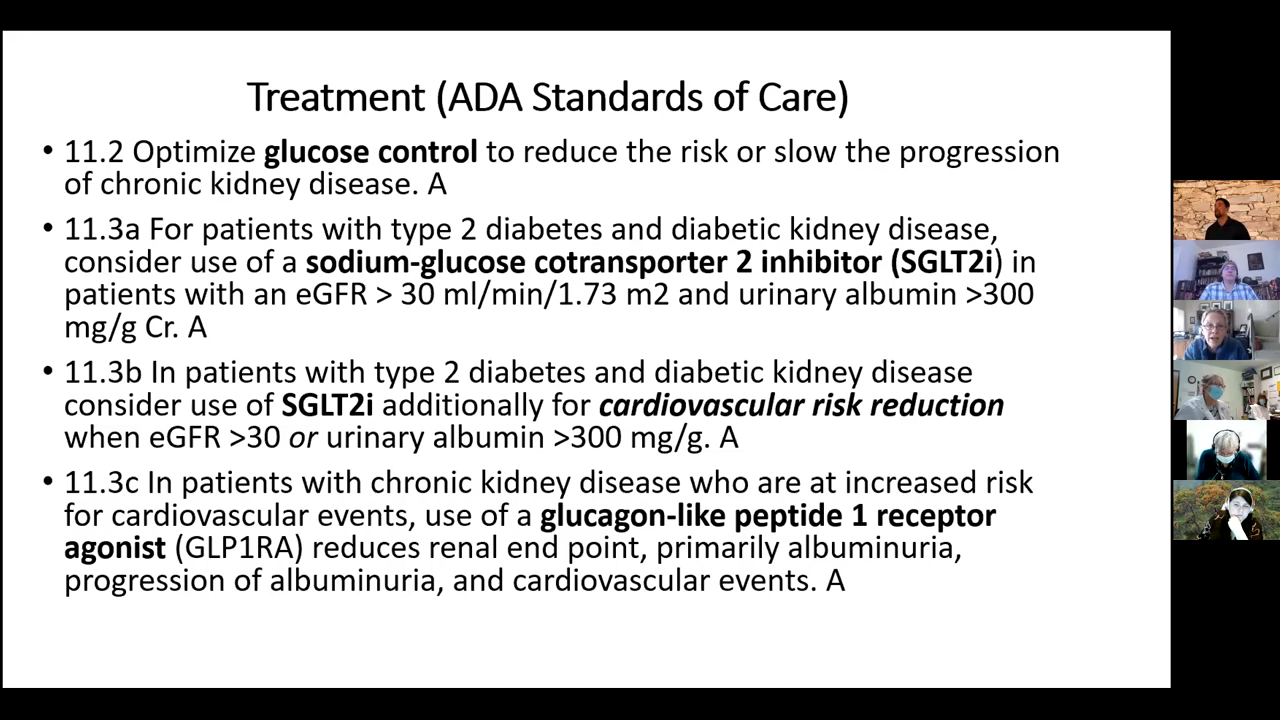 Treatment (ADA Standards of Care)
• 11.2 Optimize glucose control to reduce the risk or slow the progression
of chronic kidney disease. A
• 11.3a For patients with type 2 diabetes and diabetic kidney disease,
consider use of a sodium-glucose cotransporter 2 inhibitor (SGLT2i) in
patients with an eGFR > 30 ml/min/1.73 m2 and urinary albumin >300
mg/g Cr. A
• 11.3b In patients with type 2 diabetes and diabetic kidney disease
consider use of SGLT2i additionally for cardiovascular risk reduction
when eGFR >30 or urinary albumin >300 mg/g. A
• 11.3c In patients with chronic kidney disease who are at increased risk
for cardiovascular events, use of a glucagon-like peptide 1 receptor
agonist (GLP1RA) reduces renal end point, primarily albuminuria,
progression of albuminuria, and cardiovascular events. A